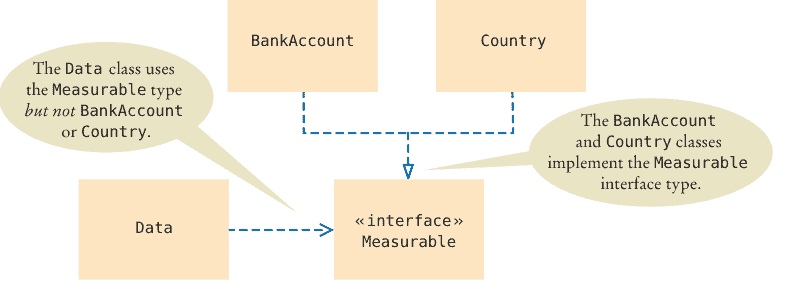 BankAccount
Country
The Data class uses
the Measurable type
but not BankAccount
or Country.
The BankAccount
and Country classes
implement the Measurable
interface type.
Data
«interface»
Measurable